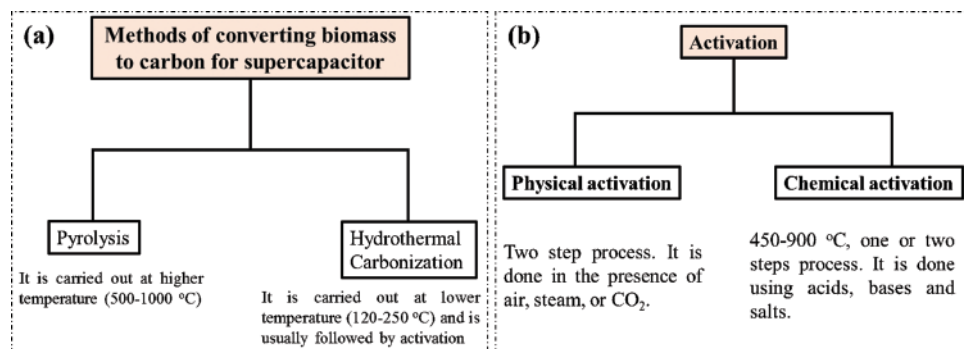 (a)
Methods of converting biomass
to carbon for supercapacitor
Pyrolysis
It is carried out at higher
temperature (500-1000 °C)
Hydrothermal
Carbonization
It is carried out at lower
temperature (120-250 °C) and is
usually followed by activation
(b)
Activation
Physical activation
Two step process. It is
done in the presence of
air, steam, or CO₂.
Chemical activation
450-900 °C, one or two
steps process. It is done
using acids, bases and
salts.